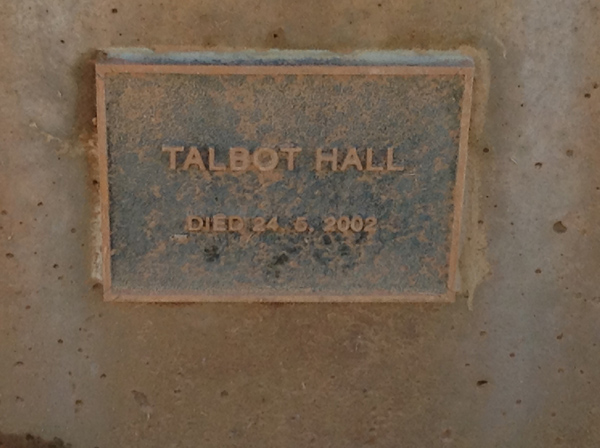 TALBOT HALL
DIED 24. 5. 2002